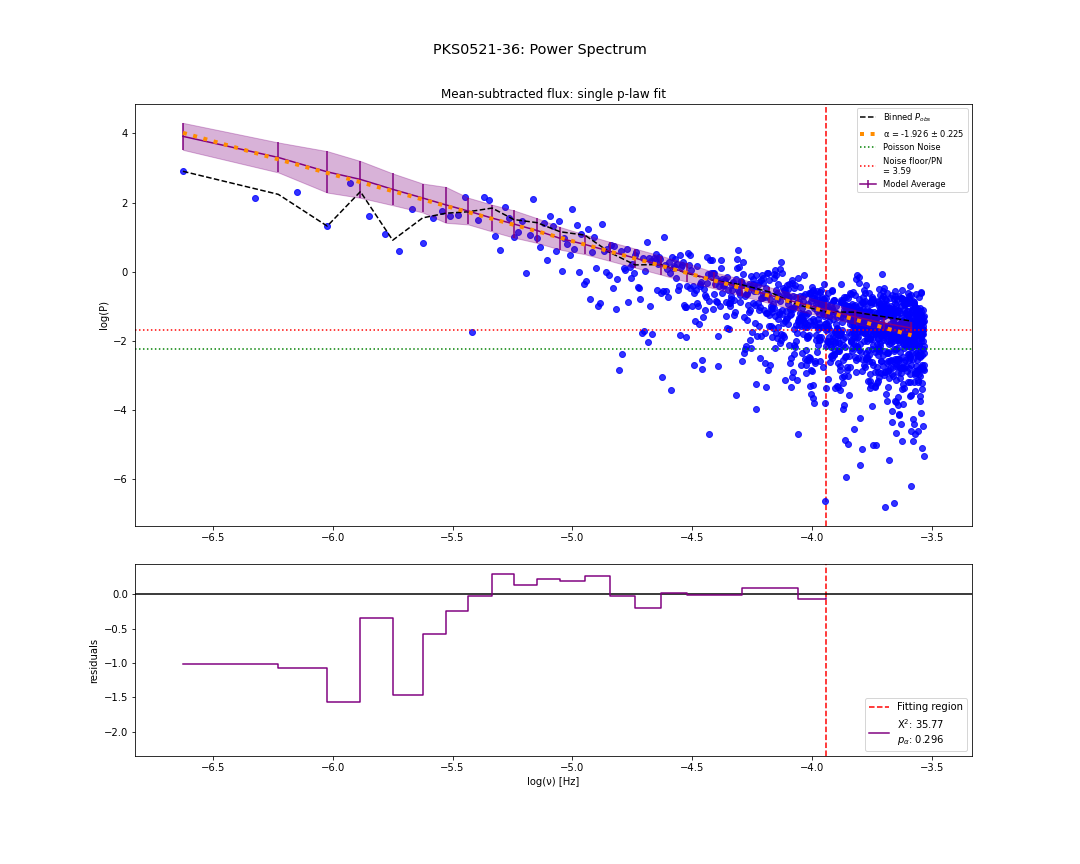 PKS0521-36: Power Spectrum
Mean-subtracted flux: single p-law fit
log(P)
4
2
0
−2
−4
−6
Binned P_obs
α = -1.926 ± 0.225
Poisson Noise
Noise floor/PN
= 3.59
Model Average
−6.5 −6.0 −5.5 −5.0 −4.5 −4.0 −3.5
residuals
0.0
−0.5
−1.0
−1.5
−2.0
Fitting region
X²: 35.77
p_α: 0.296
−6.5 −6.0 −5.5 −5.0 −4.5 −4.0 −3.5
log(ν) [Hz]